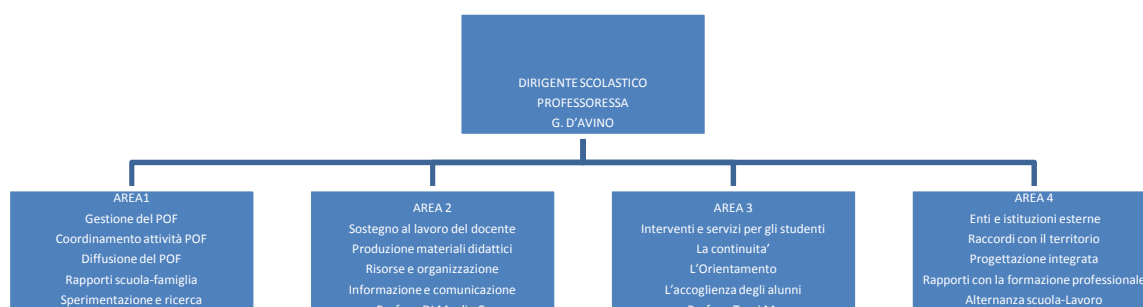 DIRIGENTE SCOLASTICO
PROFESSORESSA
G. D'AVINO
AREA1
Gestione del POF
Coordinamento attività POF
Diffusione del POF
Rapporti scuola-famiglia
Sperimentazione e ricerca
AREA 2
Sostegno al lavoro del docente
Produzione materiali didattici
Risorse e organizzazione
Informazione e comunicazione
AREA 3
Interventi e servizi per gli studenti
La continuita'
L'Orientamento
L'accoglienza degli alunni
AREA 4
Enti e istituzioni esterne
Raccordi con il territorio
Progettazione integrata
Rapporti con la formazione professionale
Alternanza scuola-Lavoro